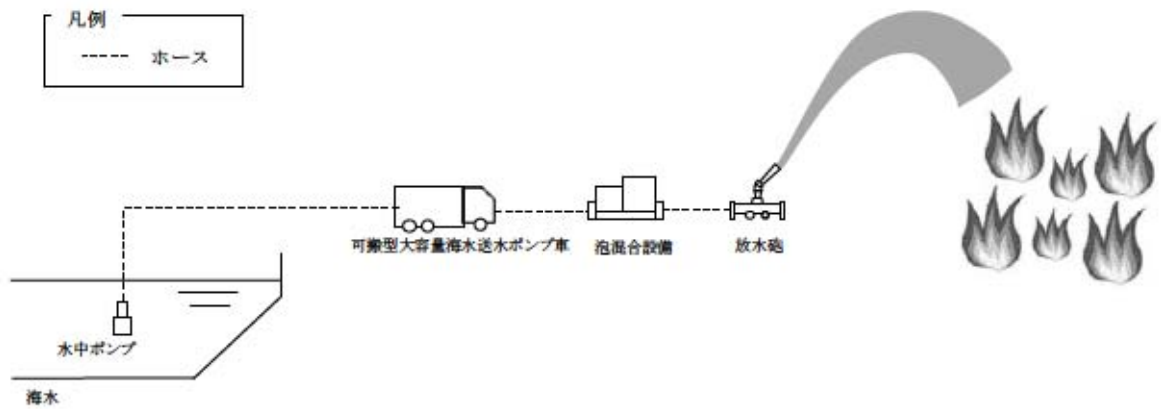 凡例
ホース
可搬型大容量海水送水ポンプ車
泡混合設備
放水砲
水中ポンプ
海水